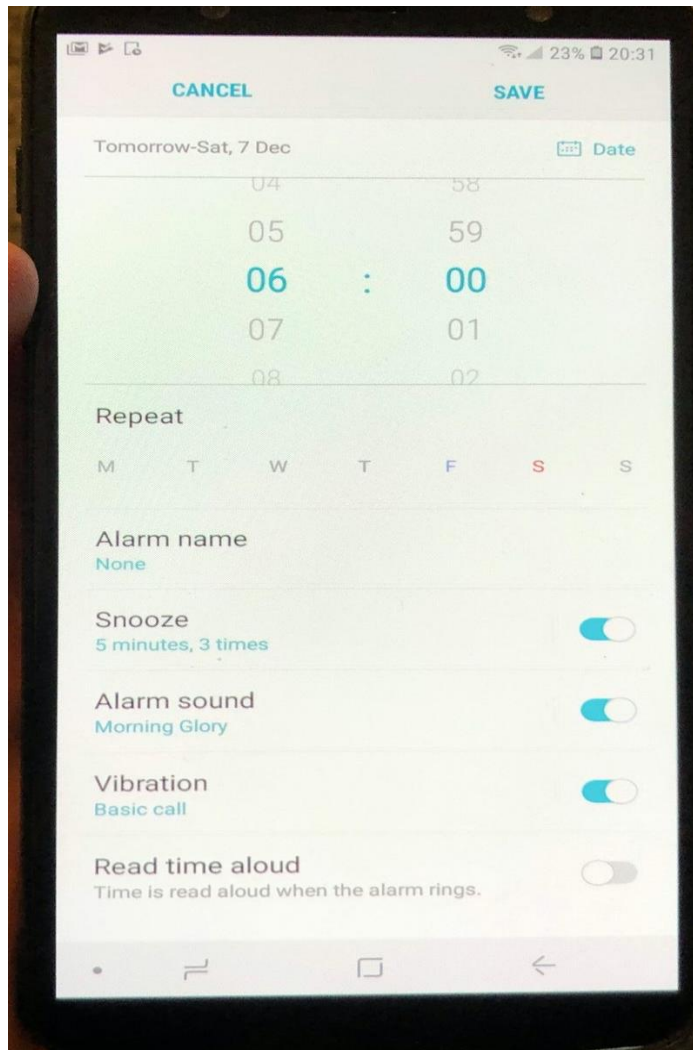 23% 20:31
CANCEL SAVE
Tomorrow-Sat, 7 Dec Date
04 58
05 59
06 : 00
07 01
08 02
Repeat
M T W T F S S
Alarm name
None
Snooze
5 minutes, 3 times
Alarm sound
Morning Glory
Vibration
Basic call
Read time aloud
Time is read aloud when the alarm rings.